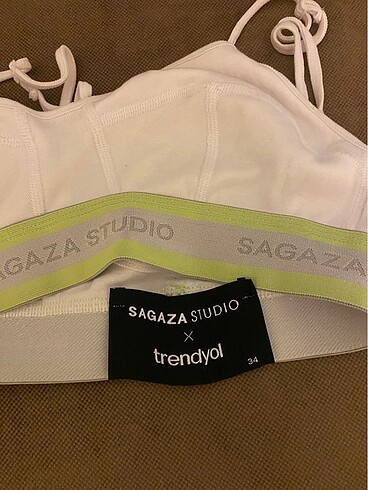 SAGAZA STUDIO SAGAZA
SAGAZA STUDIO
×
trendyol
34